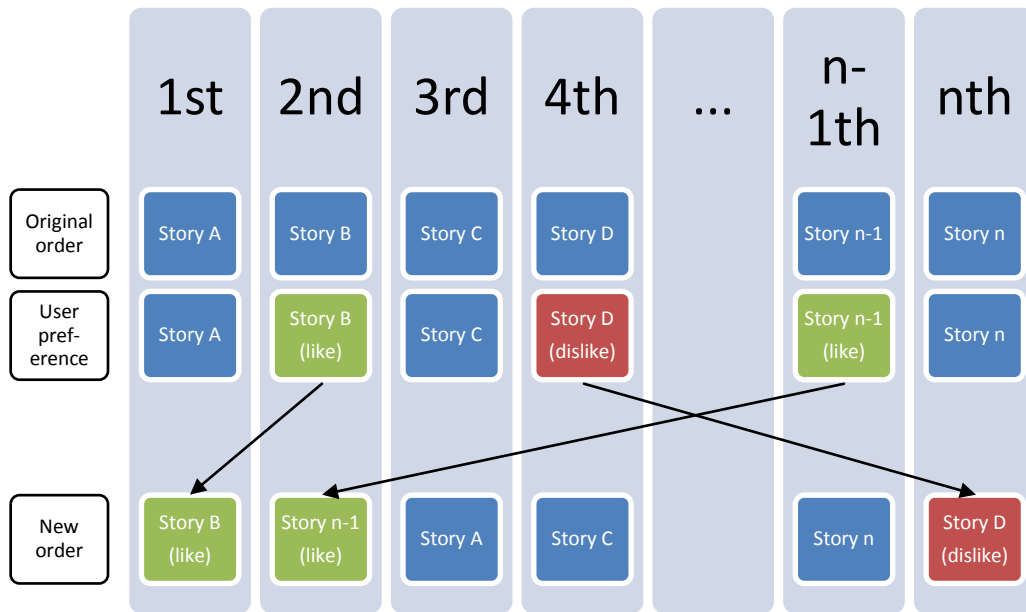 1st
2nd
3rd
4th
...
n-
1th
nth
Original
order
Story A
Story B
Story C
Story D
Story n-1
Story n
User
pref-
erence
Story A
Story B
(like)
Story C
Story D
(dislike)
Story n-1
(like)
Story n
New
order
Story B
(like)
Story n-1
(like)
Story A
Story C
Story n
Story D
(dislike)